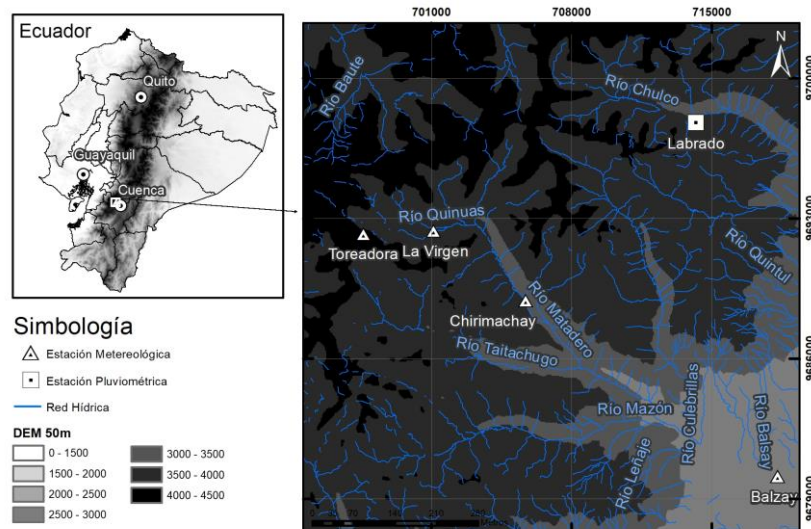 Ecuador
Quito
Guayaquil
Cuenca
Simbología
Estación Metereológica
Estación Pluviométrica
Red Hídrica
DEM 50m
0 - 1500
1500 - 2000
2000 - 2500
2500 - 3000
3000 - 3500
3500 - 4000
4000 - 4500
701000
708000
715000
N
Río Baute
Río Chulco
Labrado
Río Quinuas
Toreadora
La Virgen
Río Quintul
Chirimachay
Río Matadero
Río Taitachugo
9686000
Río Mazón
Río Culebrillas
Río Balsay
Río Leñaje
Balzay